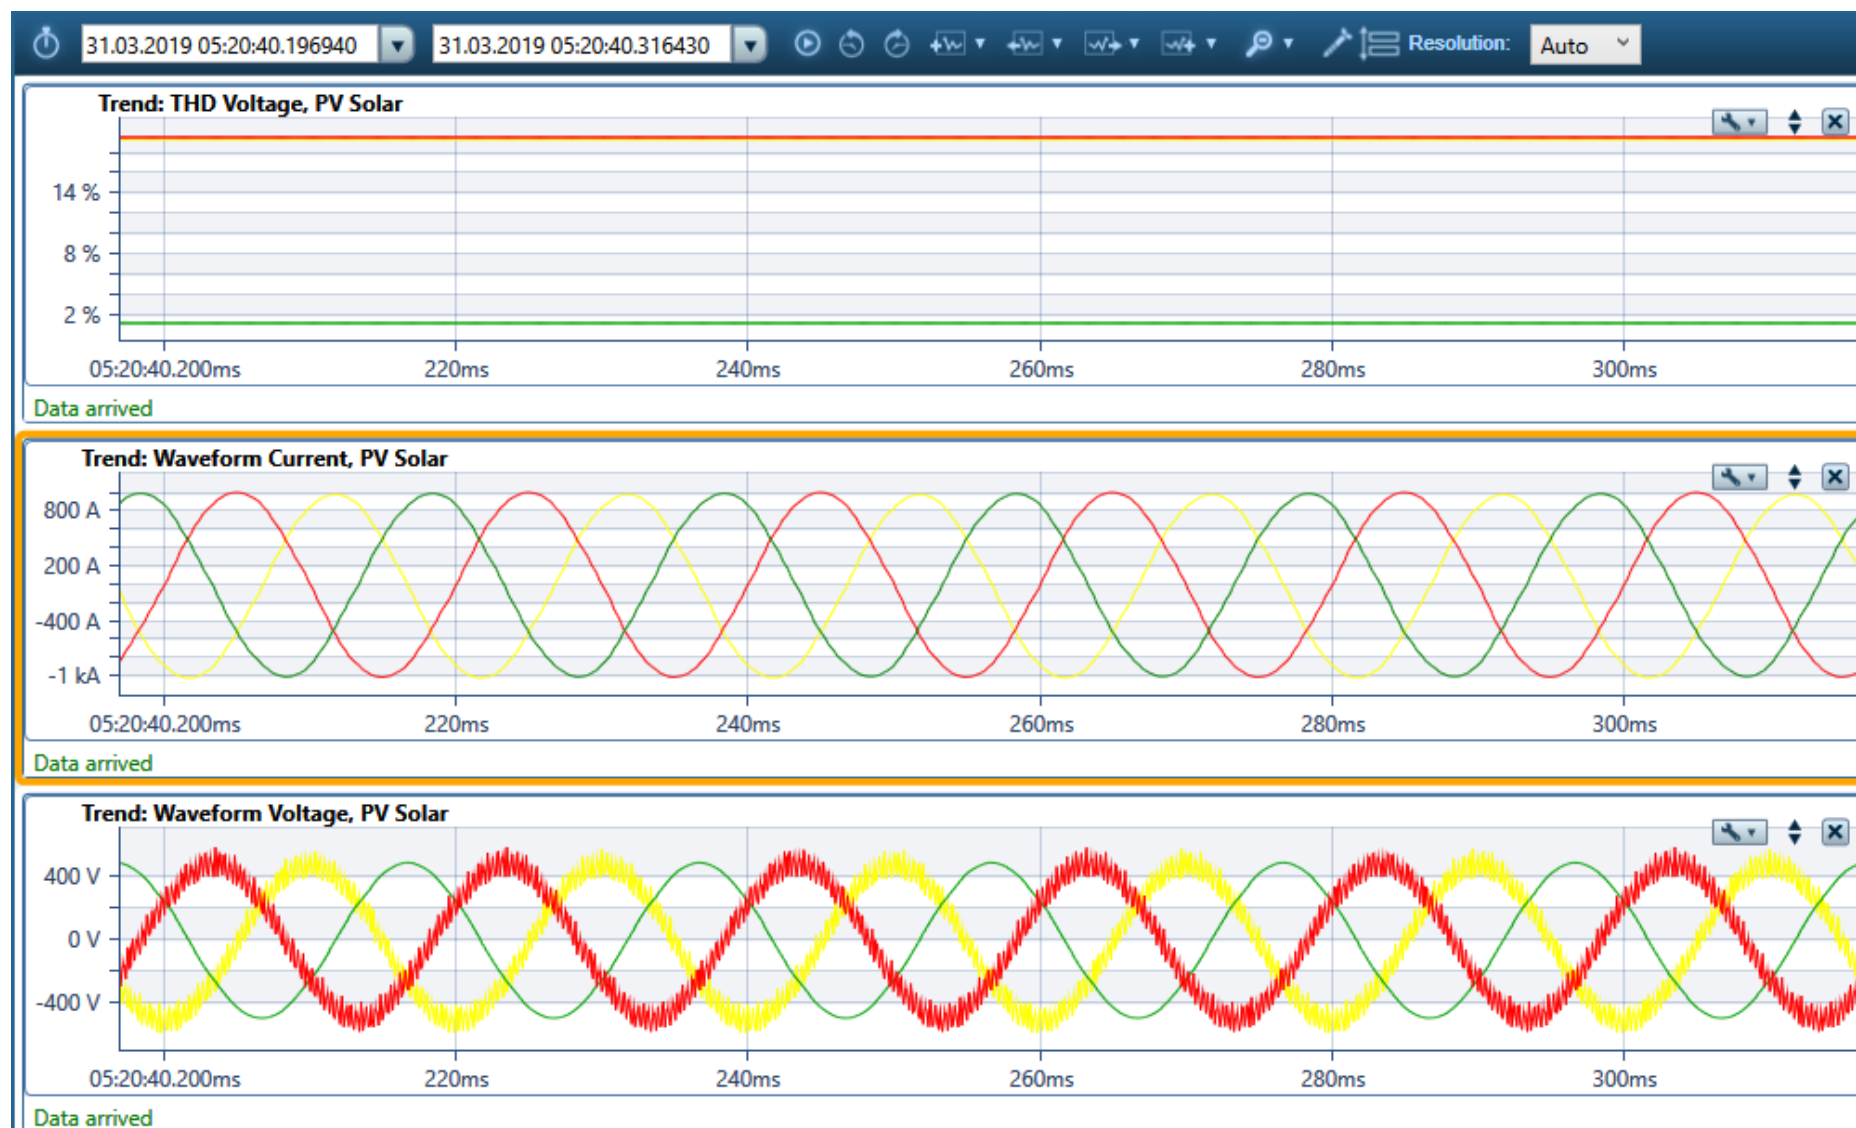 31.03.2019 05:20:40.196940 31.03.2019 05:20:40.316430 Resolution: Auto
Trend: THD Voltage, PV Solar
14 %
8 %
2 %
05:20:40.200ms 220ms 240ms 260ms 280ms 300ms
Data arrived
Trend: Waveform Current, PV Solar
800 A
200 A
-400 A
-1 kA
05:20:40.200ms 220ms 240ms 260ms 280ms 300ms
Data arrived
Trend: Waveform Voltage, PV Solar
400 V
0 V
-400 V
05:20:40.200ms 220ms 240ms 260ms 280ms 300ms
Data arrived